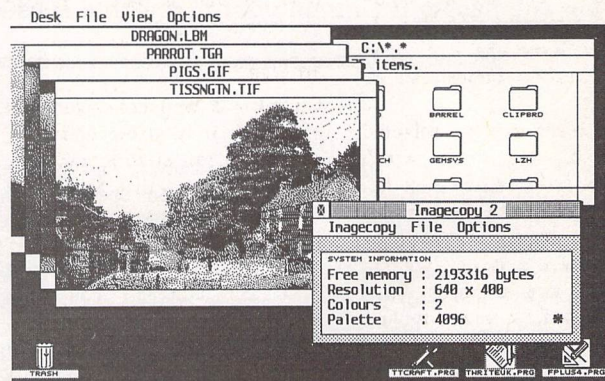 Desk File View Options
DRAGON.LBM
PARROT.TGA
PIGS.GIF
TISSNGTN.TIF
C:\*.*
items.
BARREL
CLIPBRD
GEMSYS
LZH
Imagecopy 2
Imagecopy File Options
SYSTEM INFORMATION
Free memory : 2193316 bytes
Resolution : 640 x 400
Colours : 2
Palette : 4096
TRASH
TTCRAFT.PRG
THRITEUK.PRG
FPLUS4.PRG